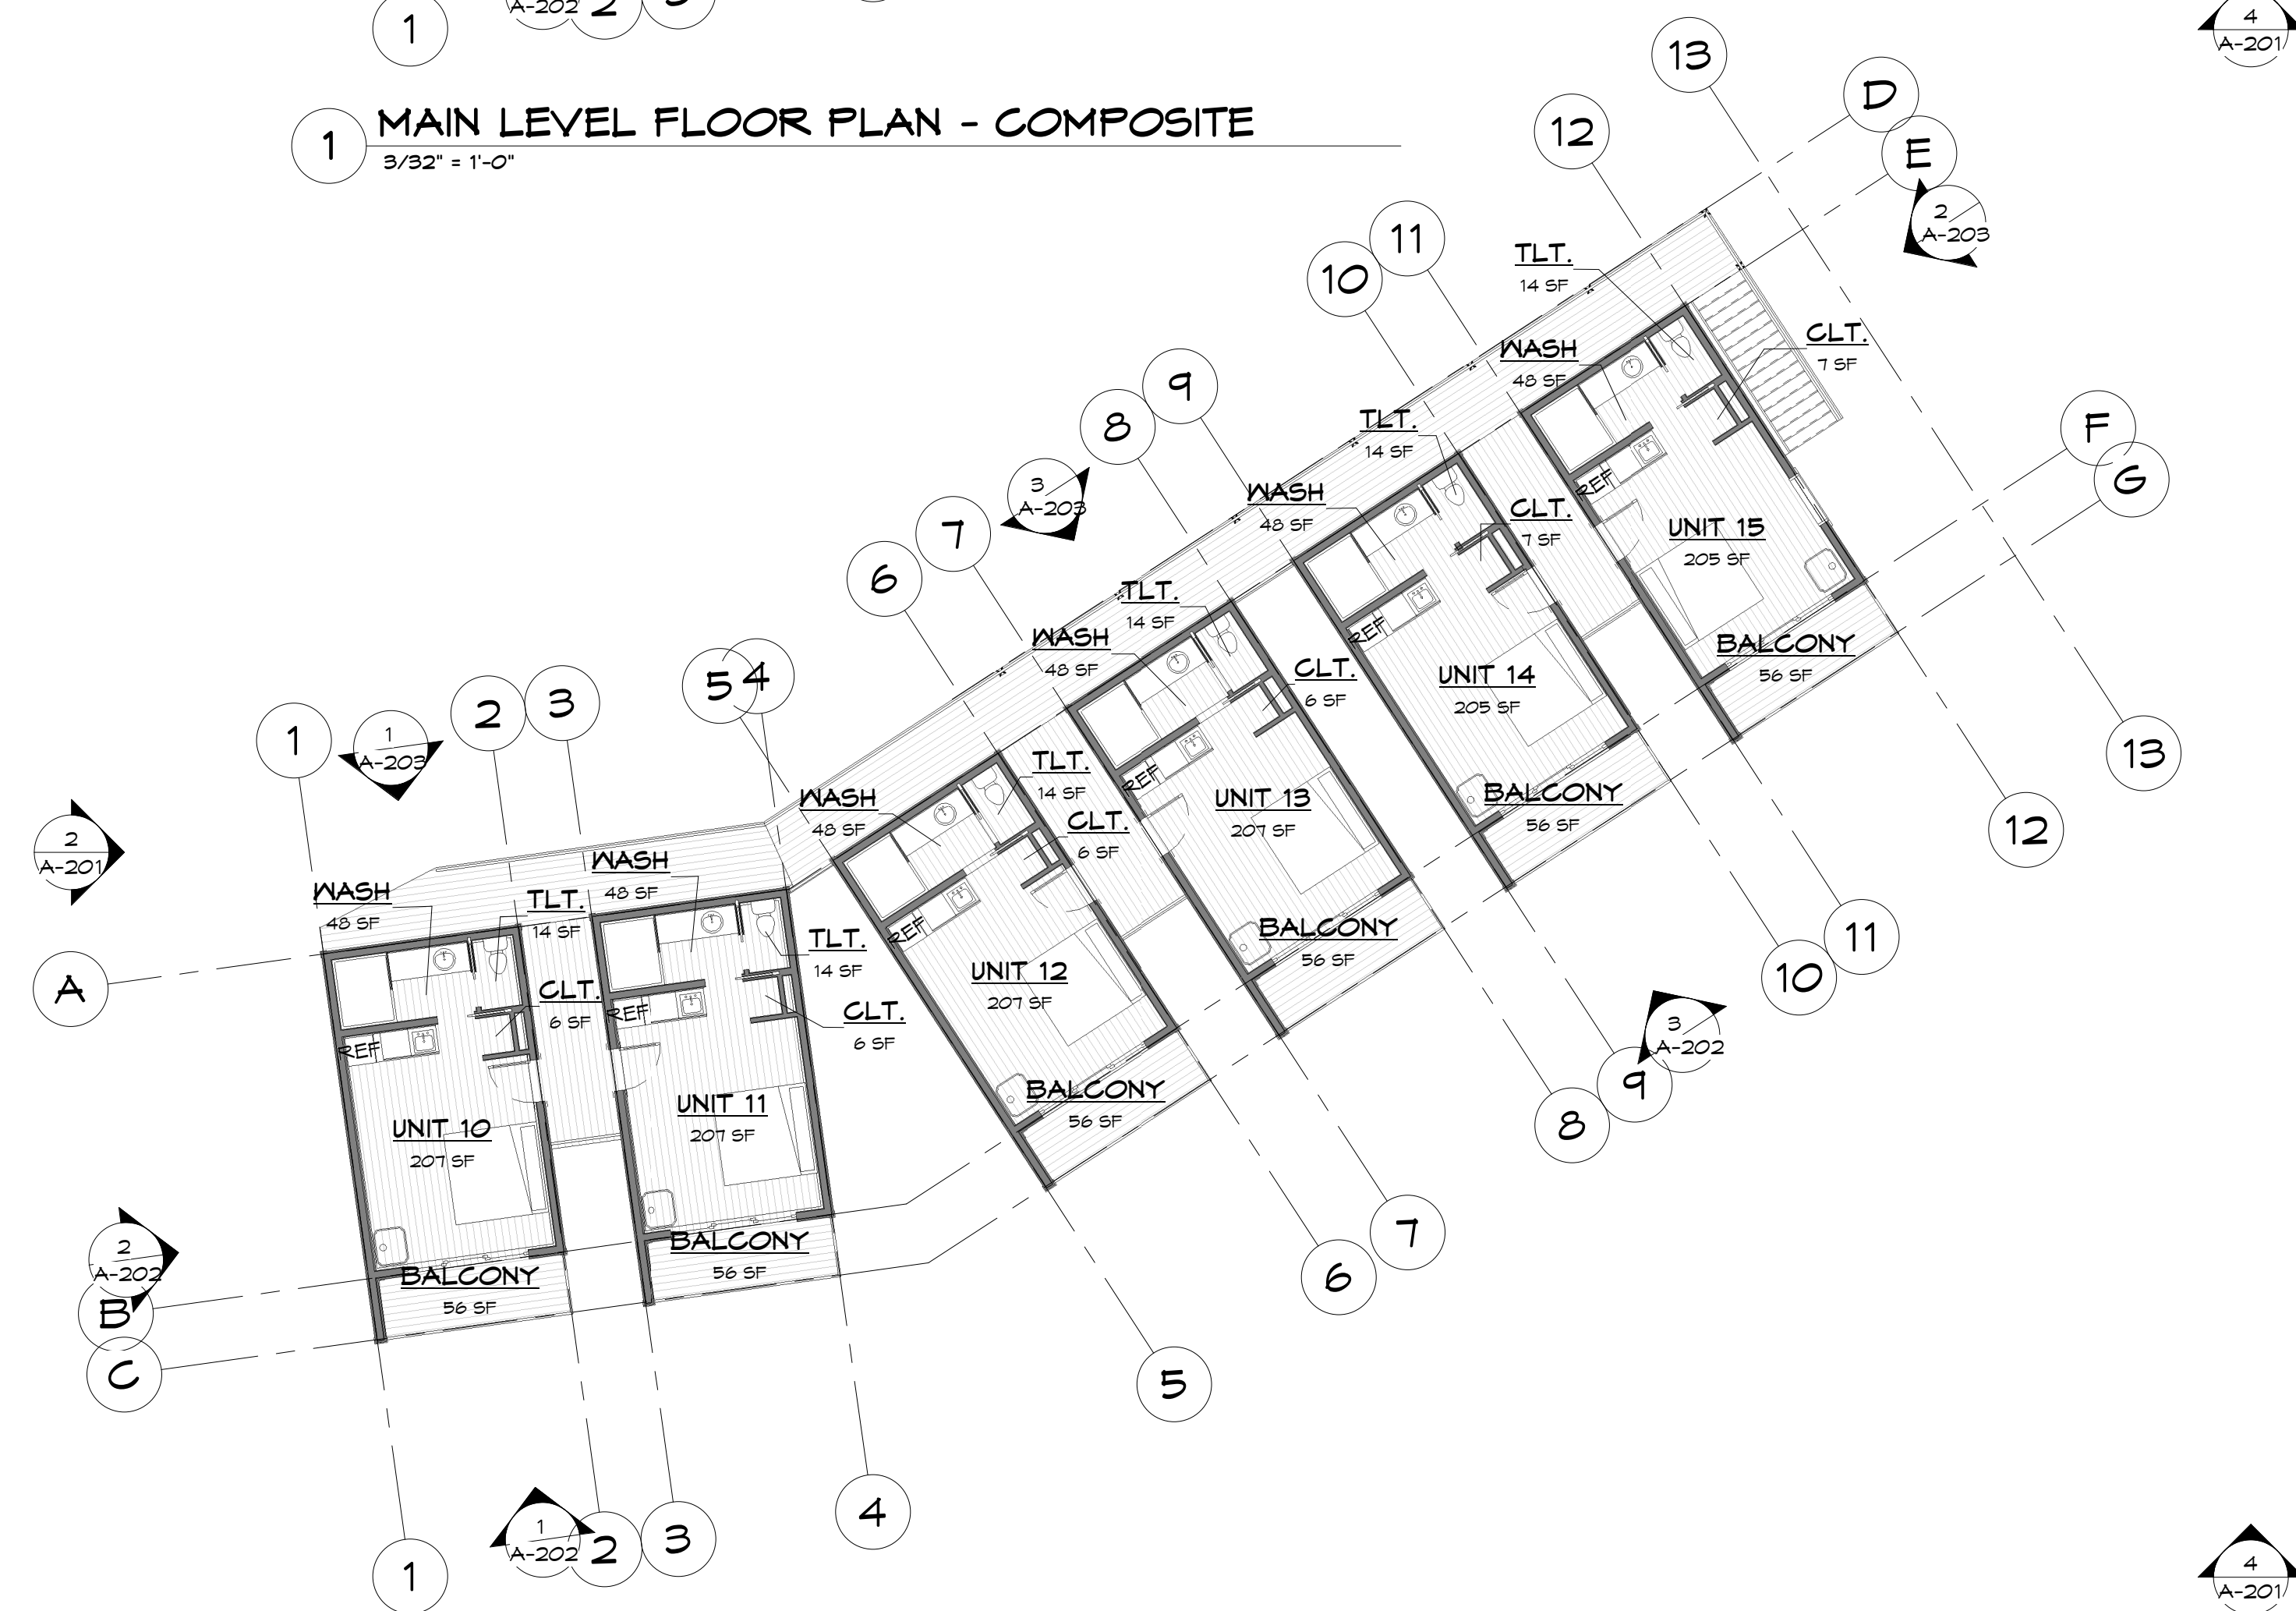 1
A-202
2
3
4
A-201
1
MAIN LEVEL FLOOR PLAN - COMPOSITE
3/32" = 1'-0"
13
12
D
E
2
A-203
11
10
9
8
3
A-203
7
6
5
4
3
2
1
1
A-203
2
A-201
A
TLT.
14 SF
CLT.
7 SF
WASH
48 SF
REF
UNIT 15
205 SF
BALCONY
56 SF
F
G
TLT.
14 SF
WASH
48 SF
CLT.
7 SF
REF
UNIT 14
205 SF
BALCONY
56 SF
TLT.
14 SF
WASH
48 SF
CLT.
6 SF
REF
UNIT 13
207 SF
BALCONY
56 SF
TLT.
14 SF
WASH
48 SF
CLT.
6 SF
REF
UNIT 12
207 SF
BALCONY
56 SF
WASH
48 SF
TLT.
14 SF
CLT.
6 SF
REF
UNIT 11
207 SF
BALCONY
56 SF
WASH
48 SF
TLT.
14 SF
CLT.
6 SF
REF
UNIT 10
207 SF
BALCONY
56 SF
2
A-202
B
C
13
12
11
10
3
A-202
9
8
7
6
5
4
3
2
1
A-202
1
4
A-201